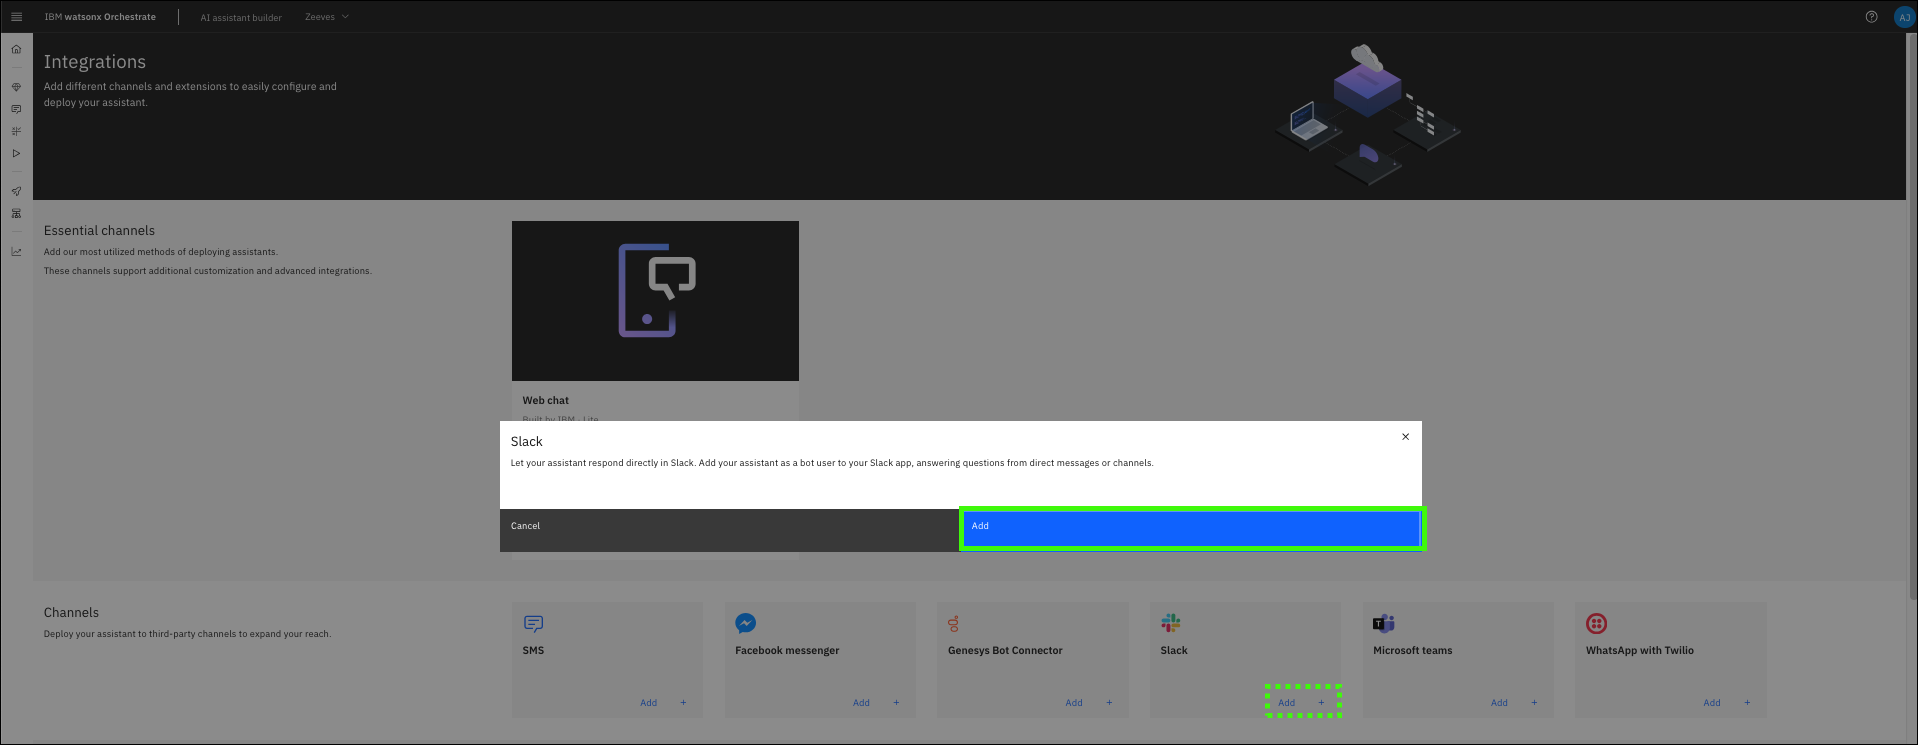 IBM watsonx Orchestrate
AI assistant builder
Zeeves
AJ
Integrations
Add different channels and extensions to easily configure and
deploy your assistant.
Essential channels
Add our most utilized methods of deploying assistants.
These channels support additional customization and advanced integrations.
Web chat
Built by IBM · Lite
Slack
Let your assistant respond directly in Slack. Add your assistant as a bot user to your Slack app, answering questions from direct messages or channels.
Cancel
Add
Channels
Deploy your assistant to third-party channels to expand your reach.
SMS
Add +
Facebook messenger
Add +
Genesys Bot Connector
Add +
Slack
Add +
T
Microsoft teams
Add +
WhatsApp with Twilio
Add +